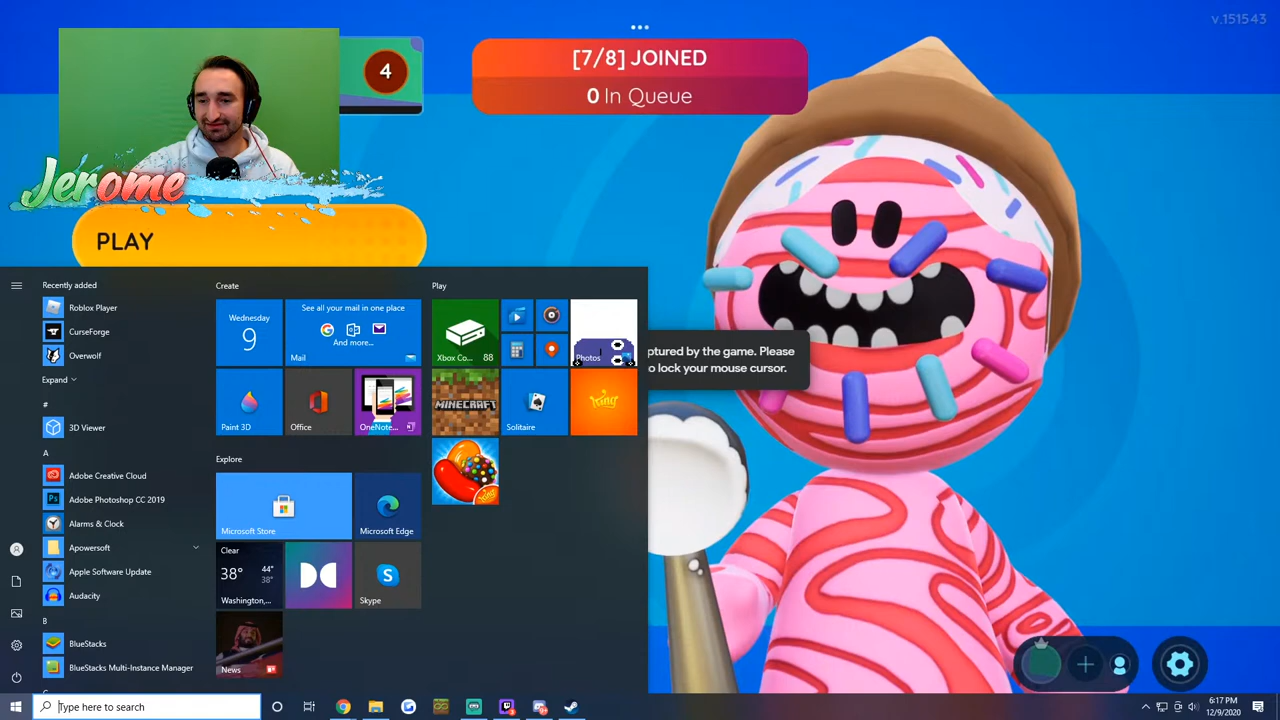 v.151543
4
[7/8] JOINED
0 In Queue
Jerome
PLAY
Recently added
Roblox Player
CurseForge
Overwolf
Expand
#
3D Viewer
A
Adobe Creative Cloud
Adobe Photoshop CC 2019
Alarms & Clock
Apowersoft
Apple Software Update
Audacity
B
BlueStacks
BlueStacks Multi-Instance Manager
Create
Wednesday
9
See all your mail in one place
And more...
Mail
Paint 3D
Office
OneNote...
Explore
Microsoft Store
Microsoft Edge
Clear
38° 44°
38°
Washington,...
Skype
News
Play
Xbox Co... 88
Photos
MINECRAFT
Solitaire
King
King
ptured by the game. Please
o lock your mouse cursor.
Type here to search
6:17 PM
12/9/2020